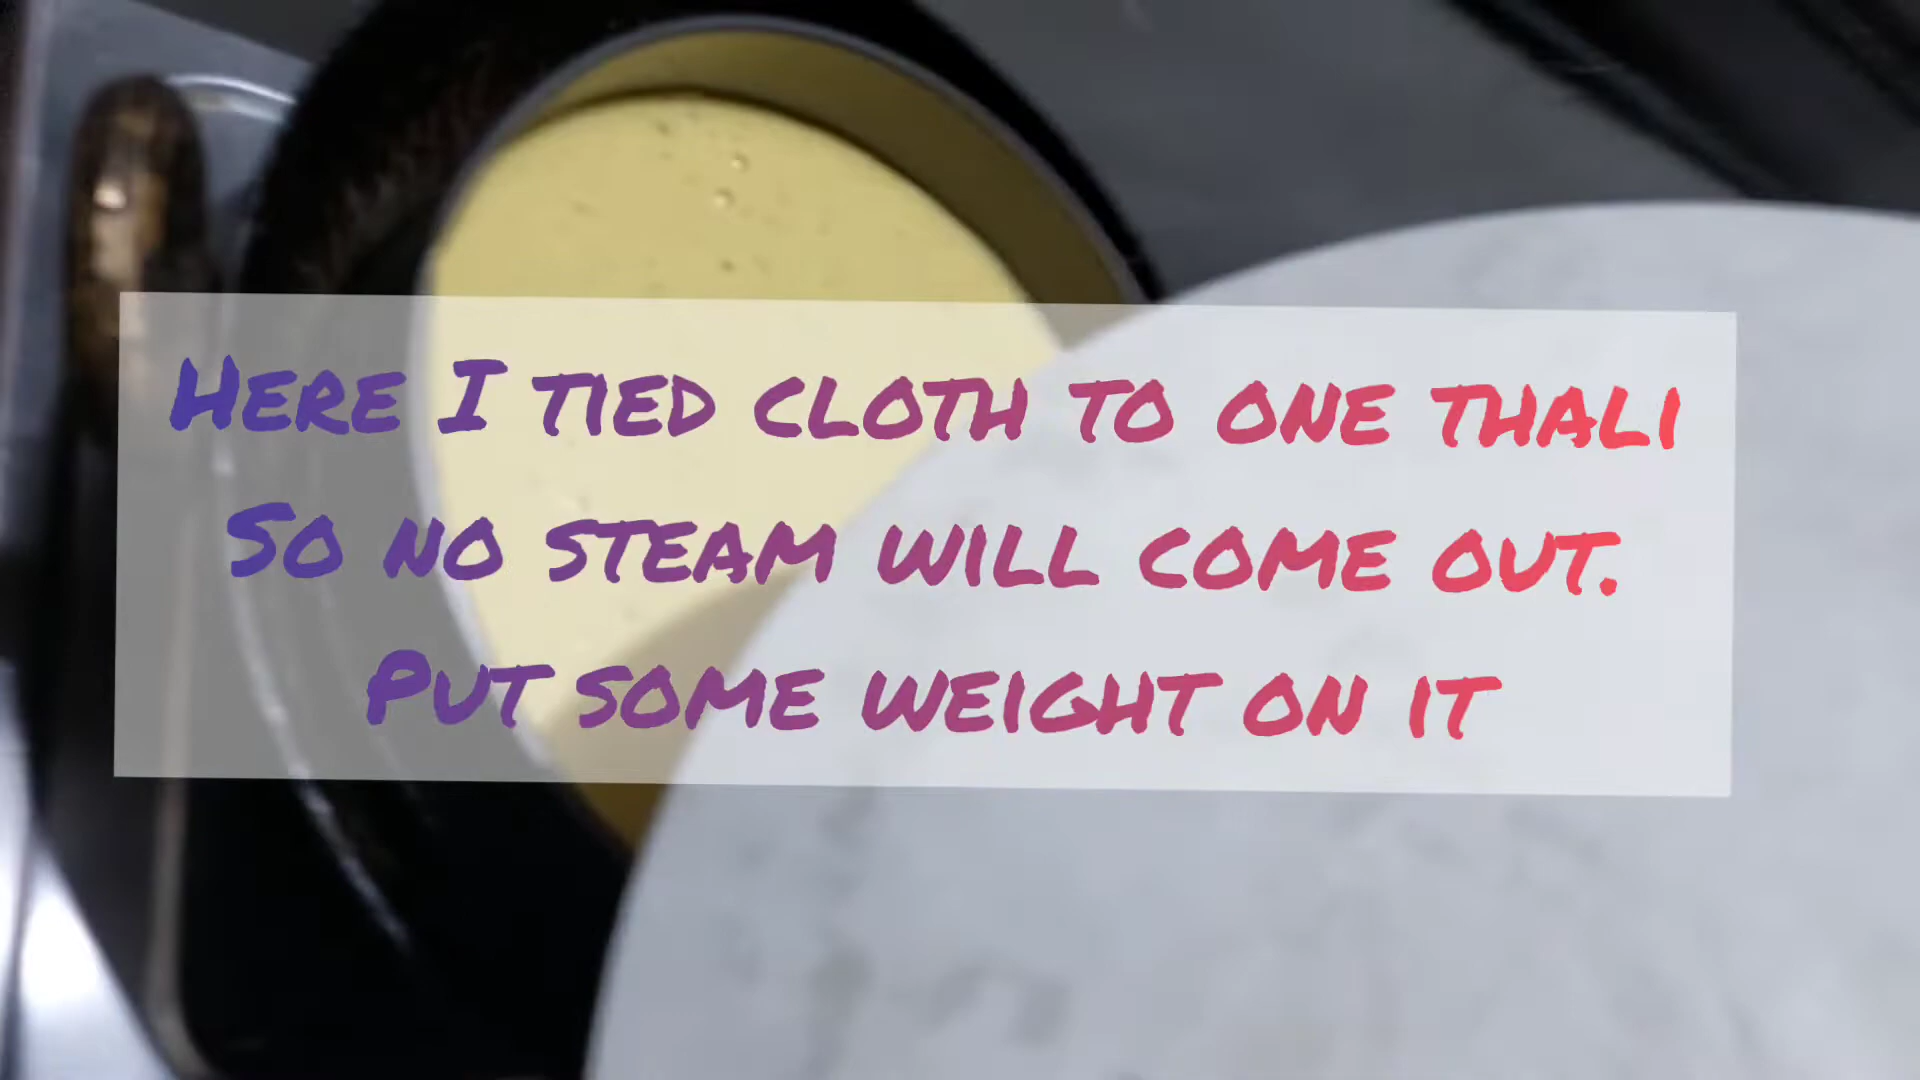 Here I tied cloth to one thali
So no steam will come out.
Put some weight on it